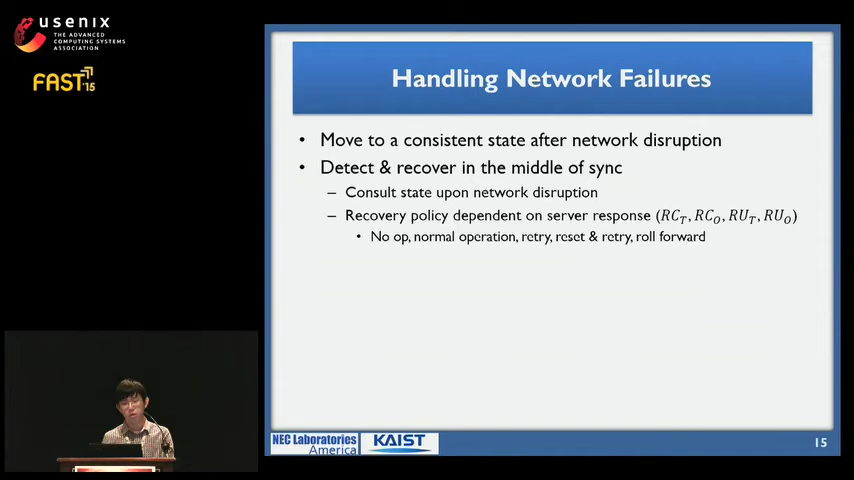 usenix
THE ADVANCED
COMPUTING SYSTEMS
ASSOCIATION
FAST '15
Handling Network Failures
• Move to a consistent state after network disruption
• Detect & recover in the middle of sync
– Consult state upon network disruption
– Recovery policy dependent on server response (RC_T, RC_O, RU_T, RU_O)
• No op, normal operation, retry, reset & retry, roll forward
NEC Laboratories
America
KAIST
15